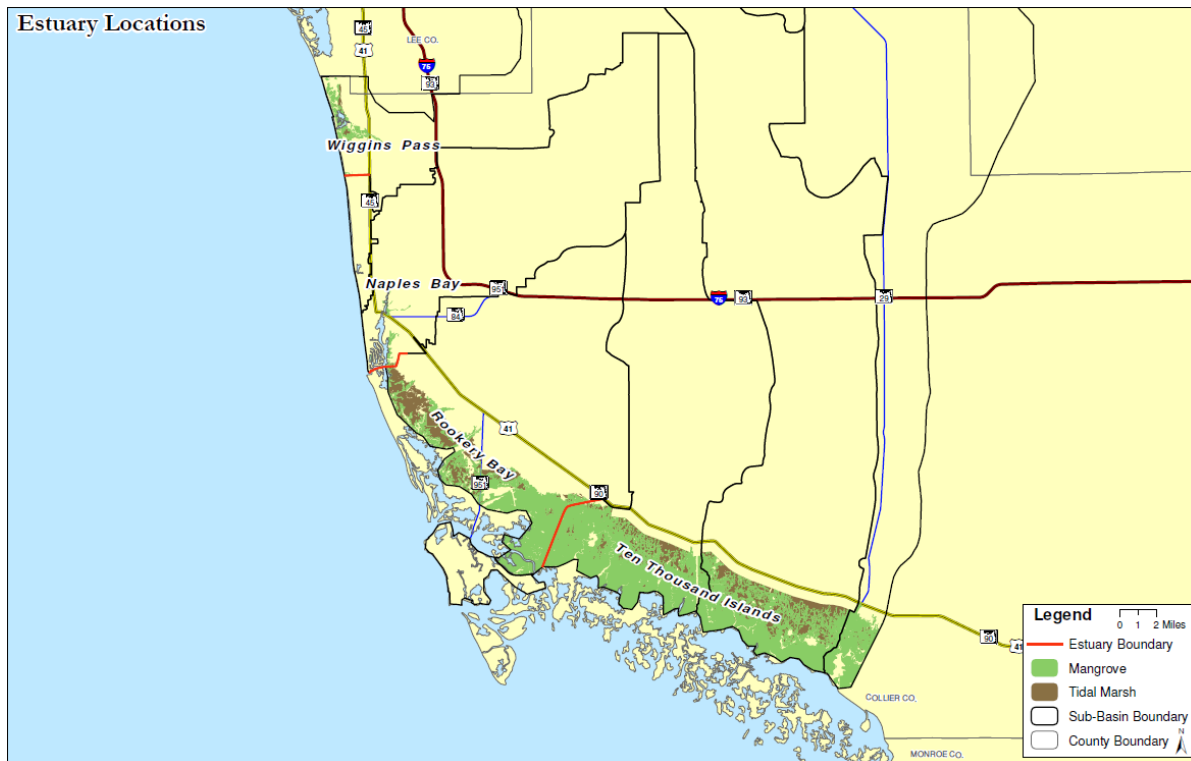 Estuary Locations
45
LEE CO.
41
75
93
Wiggins Pass
45
Naples Bay
95
75
93
29
84
Rookery Bay
41
95
90
Ten Thousand Islands
Legend
0 1 2 Miles
90
41
Estuary Boundary
Mangrove
Tidal Marsh
COLLIER CO.
Sub-Basin Boundary
County Boundary
N
MONROE CO.